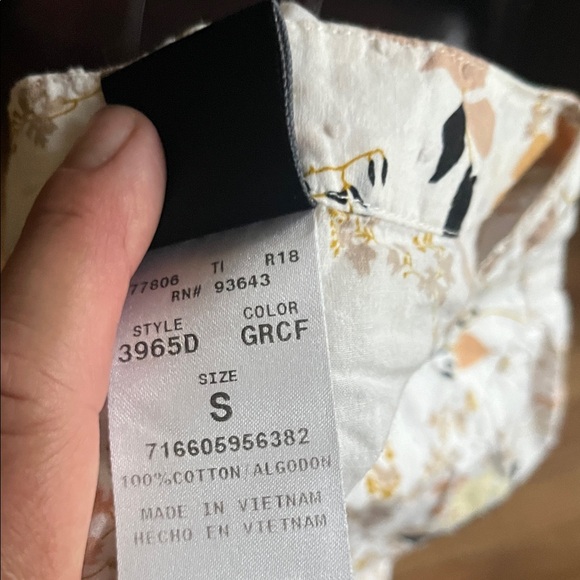 77806 TI R18
RN# 93643
STYLE COLOR
3965D GRCF
SIZE
S
716605956382
100%COTTON/ALGODON
MADE IN VIETNAM
HECHO EN VIETNAM